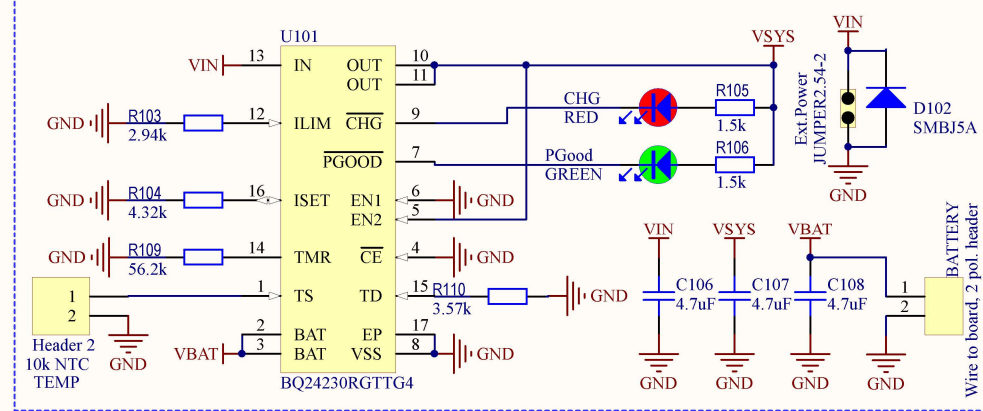 U101
VIN
13
IN
OUT
10
OUT
11
GND
R103
2.94k
12
ILIM
CHG
9
CHG
RED
R105
1.5k
PGOOD
7
PGood
GREEN
R106
1.5k
GND
R104
4.32k
16
ISET
EN1
6
GND
EN2
5
GND
R109
56.2k
14
TMR
CE
4
GND
1
2
1
TS
TD
15
R110
3.57k
GND
Header 2
10k NTC
TEMP
GND
VBAT
2
BAT
3
BAT
EP
17
VSS
8
GND
BQ24230RGTTG4
VSYS
VIN
Ext.Power
JUMPER2.54-2
D102
SMBJ5A
GND
VIN
C106
4.7uF
GND
VSYS
C107
4.7uF
GND
VBAT
C108
4.7uF
GND
1
2
GND
BATTERY
Wire to board, 2 pol. header